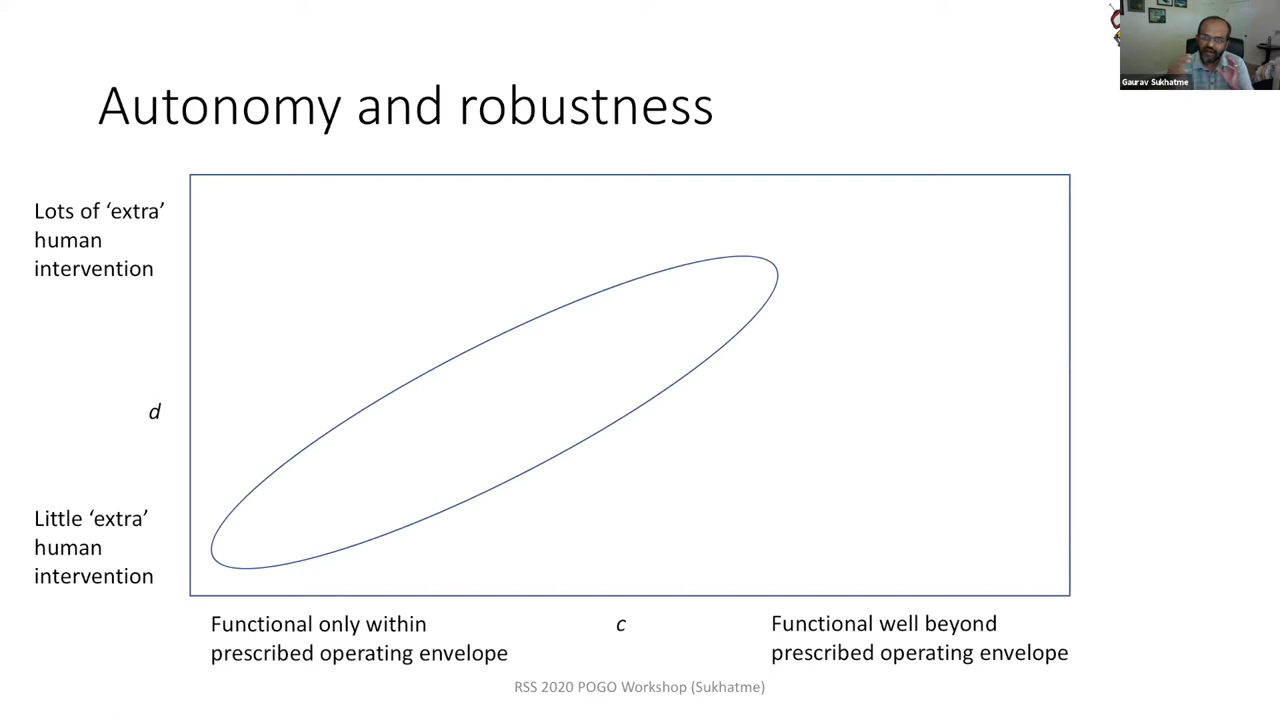 Gaurav Sukhatme
Autonomy and robustness
Lots of ‘extra’
human
intervention
d
Little ‘extra’
human
intervention
Functional only within
prescribed operating envelope
c
Functional well beyond
prescribed operating envelope
RSS 2020 POGO Workshop (Sukhatme)